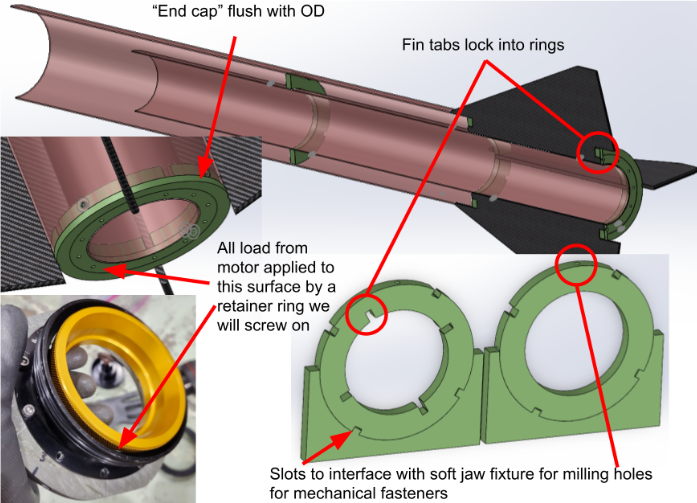 “End cap” flush with OD
Fin tabs lock into rings
All load from
motor applied to
this surface by a
retainer ring we
will screw on
Slots to interface with soft jaw fixture for milling holes
for mechanical fasteners